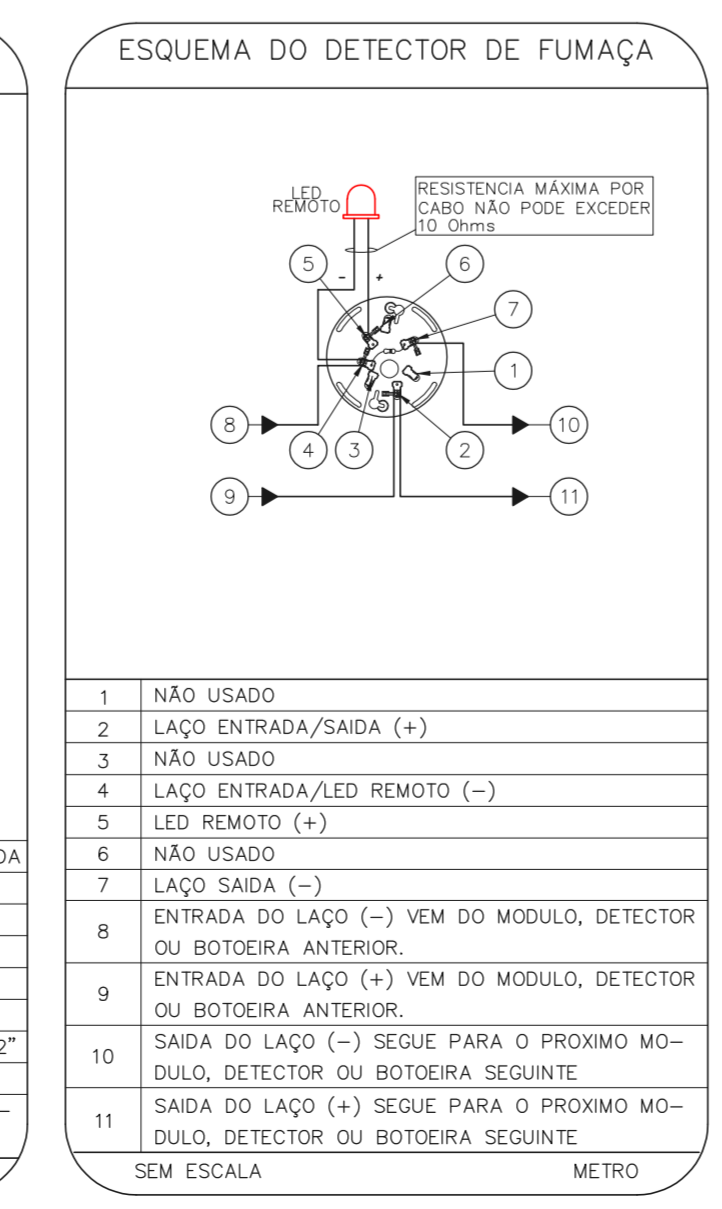 ESQUEMA DO DETECTOR DE FUMAÇA
LED
REMOTO
RESISTENCIA MÁXIMA POR
CABO NÃO PODE EXCEDER
10 Ohms
5
6
- +
7
1
8
10
4
3
2
9
11
1 NÃO USADO
2 LAÇO ENTRADA/SAIDA (+)
3 NÃO USADO
4 LAÇO ENTRADA/LED REMOTO (-)
5 LED REMOTO (+)
6 NÃO USADO
7 LAÇO SAIDA (-)
8 ENTRADA DO LAÇO (-) VEM DO MODULO, DETECTOR
OU BOTOEIRA ANTERIOR.
9 ENTRADA DO LAÇO (+) VEM DO MODULO, DETECTOR
OU BOTOEIRA ANTERIOR.
10 SAIDA DO LAÇO (-) SEGUE PARA O PROXIMO MO-
DULO, DETECTOR OU BOTOEIRA SEGUINTE
11 SAIDA DO LAÇO (+) SEGUE PARA O PROXIMO MO-
DULO, DETECTOR OU BOTOEIRA SEGUINTE
SEM ESCALA METRO